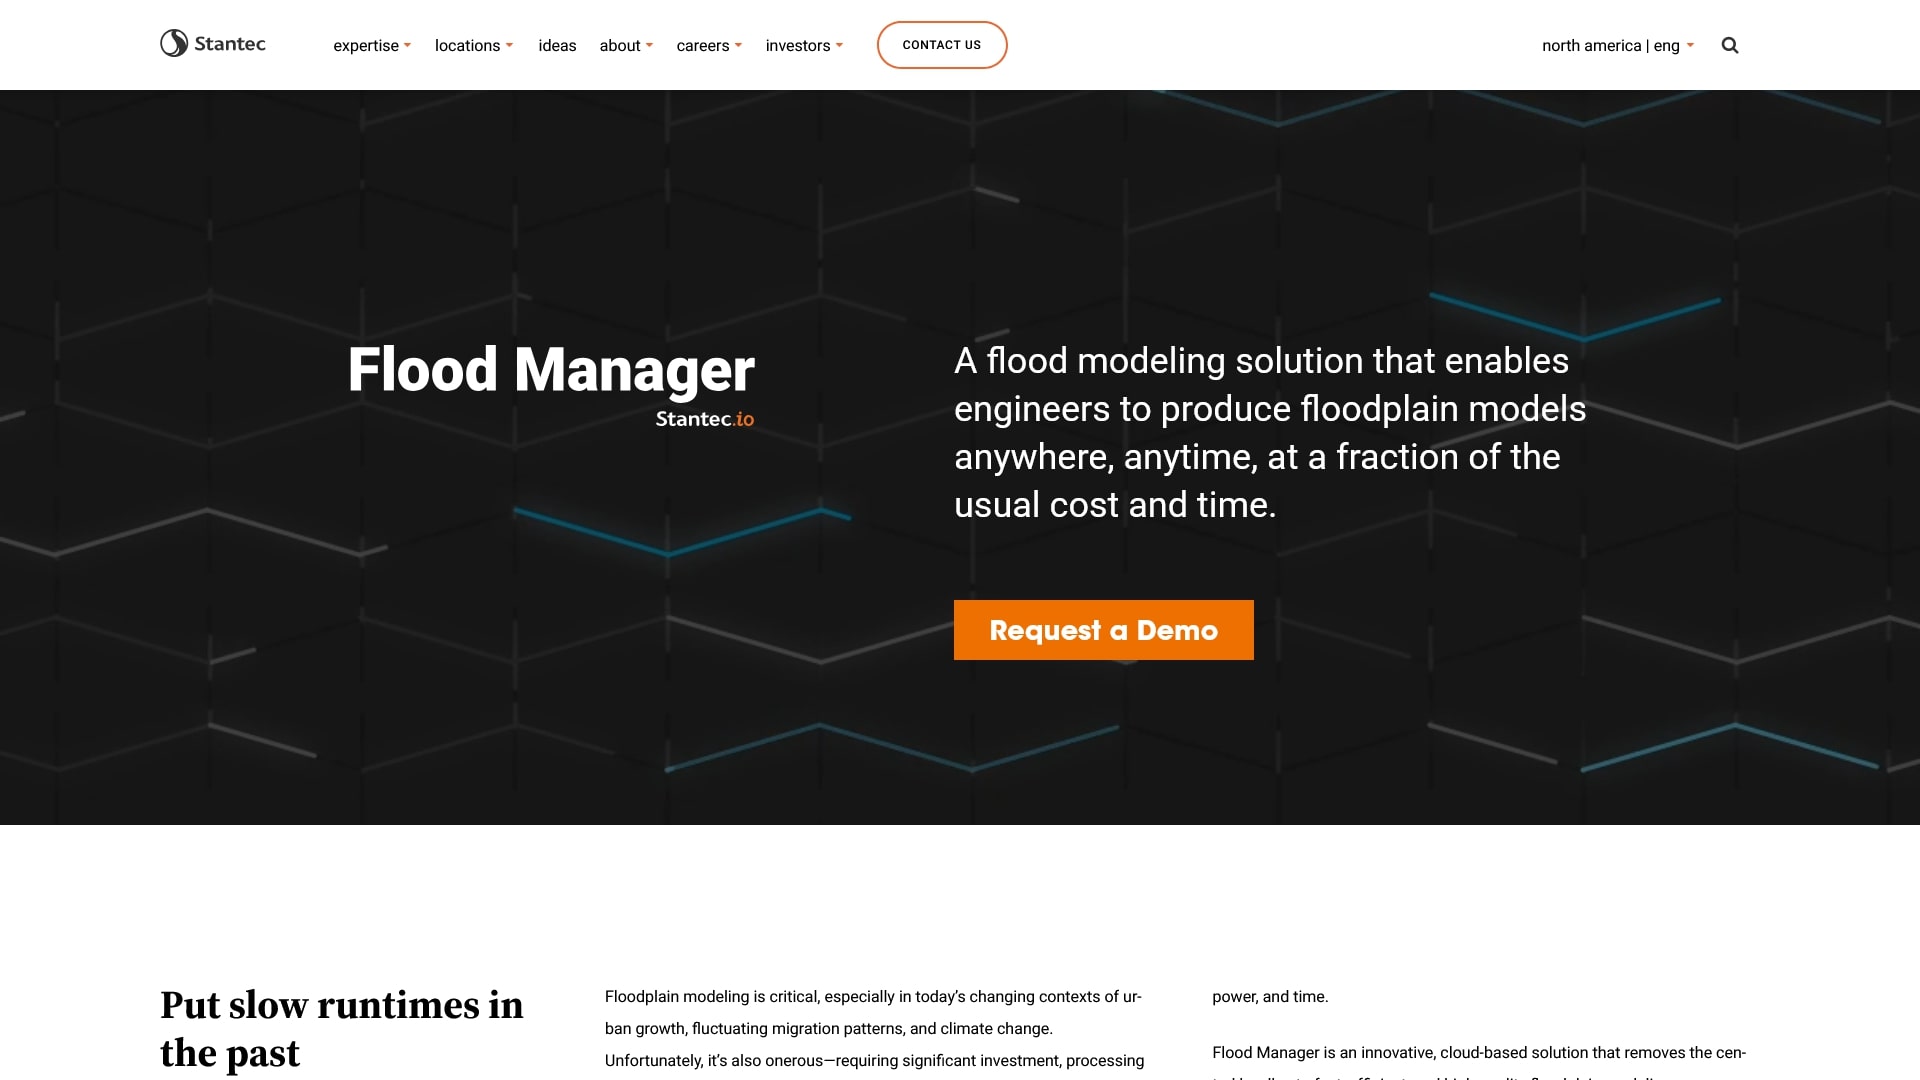 Stantec
expertise
locations
ideas
about
careers
investors
CONTACT US
north america | eng
Flood Manager
Stantec.io
A flood modeling solution that enables
engineers to produce floodplain models
anywhere, anytime, at a fraction of the
usual cost and time.
Request a Demo
Put slow runtimes in
the past
Floodplain modeling is critical, especially in today’s changing contexts of ur-
ban growth, fluctuating migration patterns, and climate change.
Unfortunately, it’s also onerous—requiring significant investment, processing
power, and time.
Flood Manager is an innovative, cloud-based solution that removes the cen-